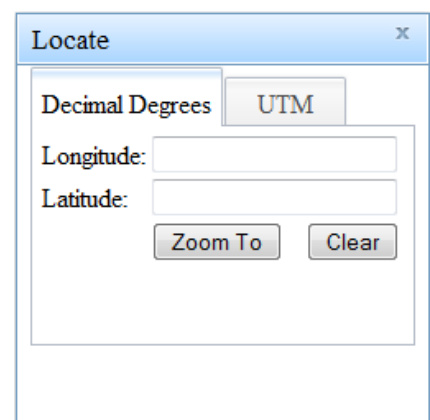 Locate x
Decimal Degrees UTM
Longitude:
Latitude:
Zoom To Clear